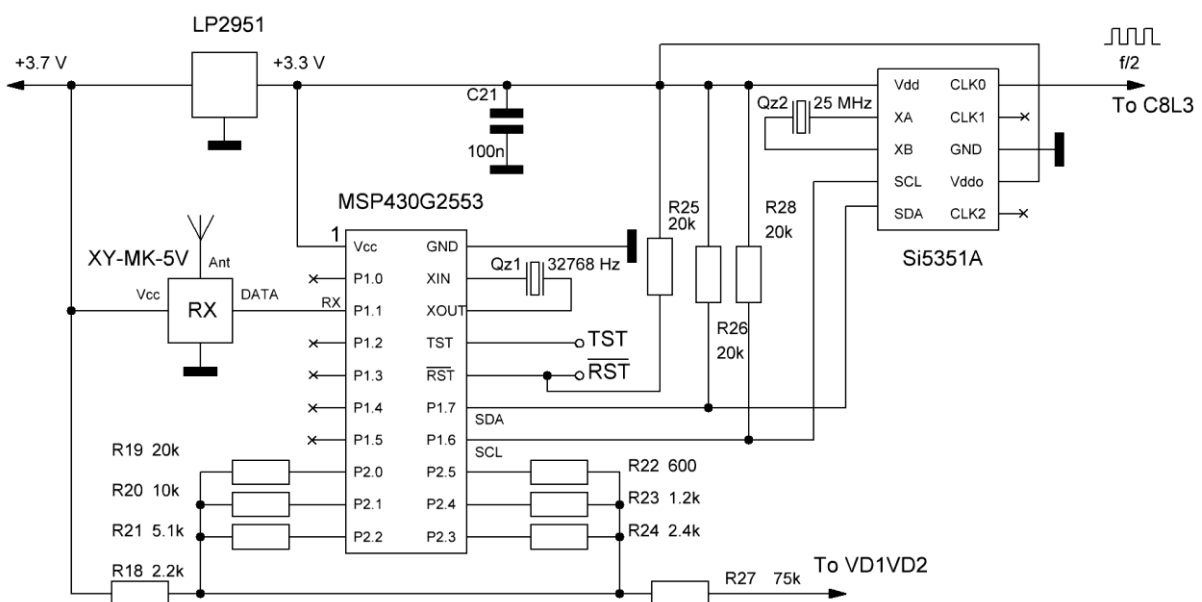 LP2951
+3.7 V
+3.3 V
f/2
To C8L3
C21
100n
Qz2
25 MHz
Vdd
CLK0
XA
CLK1
XB
GND
SCL
Vddo
SDA
CLK2
Si5351A
MSP430G2553
1
R25
20k
R28
20k
R26
20k
XY-MK-5V
Ant
Vcc
DATA
RX
RX
Vcc
GND
Qz1
32768 Hz
P1.0
XIN
P1.1
XOUT
P1.2
TST
TST
P1.3
RST
RST
P1.4
P1.7
SDA
P1.5
P1.6
SCL
R19 20k
P2.0
P2.5
R22 600
R20 10k
P2.1
P2.4
R23 1.2k
R21 5.1k
P2.2
P2.3
R24 2.4k
R18 2.2k
R27 75k
To VD1VD2